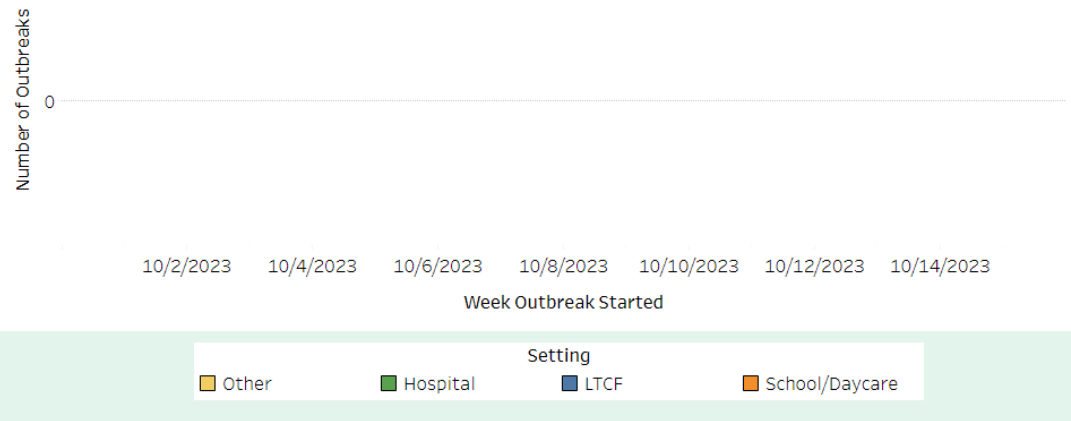 Number of Outbreaks
0
10/2/2023 10/4/2023 10/6/2023 10/8/2023 10/10/2023 10/12/2023 10/14/2023
Week Outbreak Started
Setting
Other Hospital LTCF School/Daycare